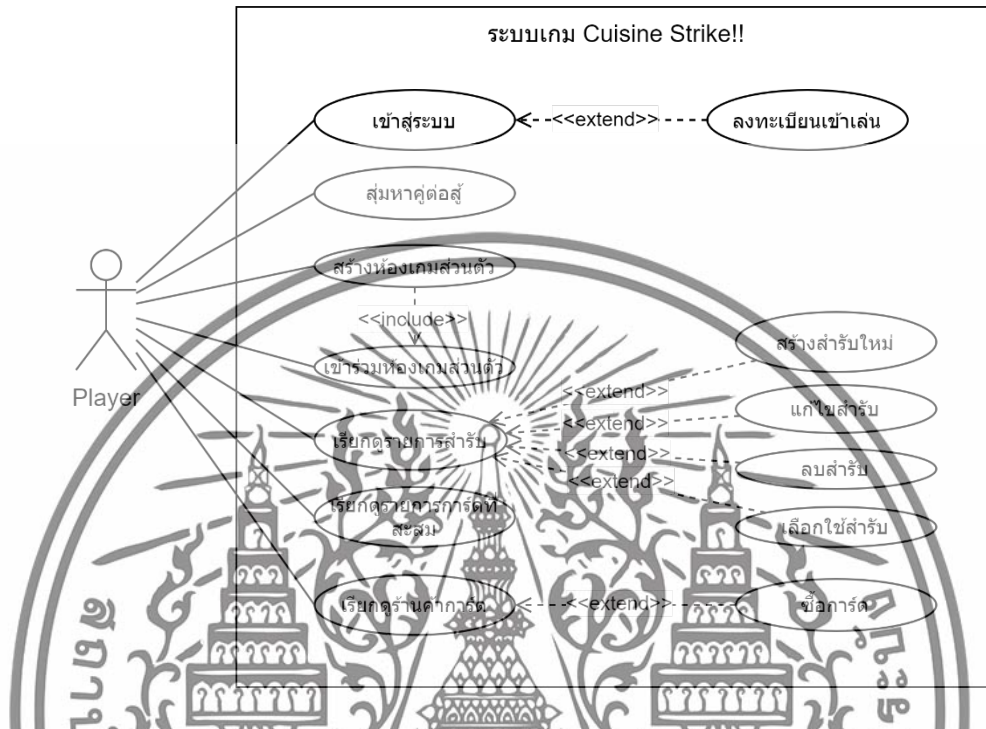 ระบบเกม Cuisine Strike!!
เข้าสู่ระบบ
<<extend>>
ลงทะเบียนเข้าเล่น
สุ่มหาคู่ต่อสู้
สร้างห้องเกมส่วนตัว
<<include>>
เข้าร่วมห้องเกมส่วนตัว
Player
สร้างสำรับใหม่
<<extend>>
แก้ไขสำรับ
<<extend>>
เรียกดูรายการสำรับ
<<extend>>
ลบสำรับ
<<extend>>
เรียกดูรายการการ์ดที่
สะสม
เลือกใช้สำรับ
เรียกดูร้านค้าการ์ด
<<extend>>
ซื้อการ์ด